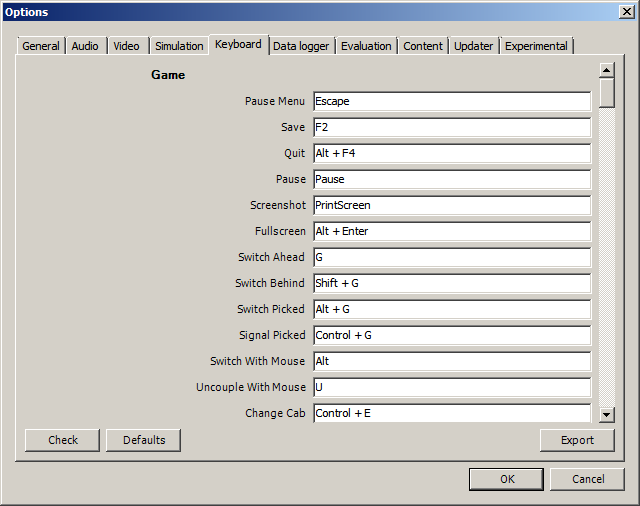 Options
General Audio Video Simulation Keyboard Data logger Evaluation Content Updater Experimental
Game
Pause Menu Escape
Save F2
Quit Alt + F4
Pause Pause
Screenshot PrintScreen
Fullscreen Alt + Enter
Switch Ahead G
Switch Behind Shift + G
Switch Picked Alt + G
Signal Picked Control + G
Switch With Mouse Alt
Uncouple With Mouse U
Change Cab Control + E
Check Defaults Export
OK Cancel